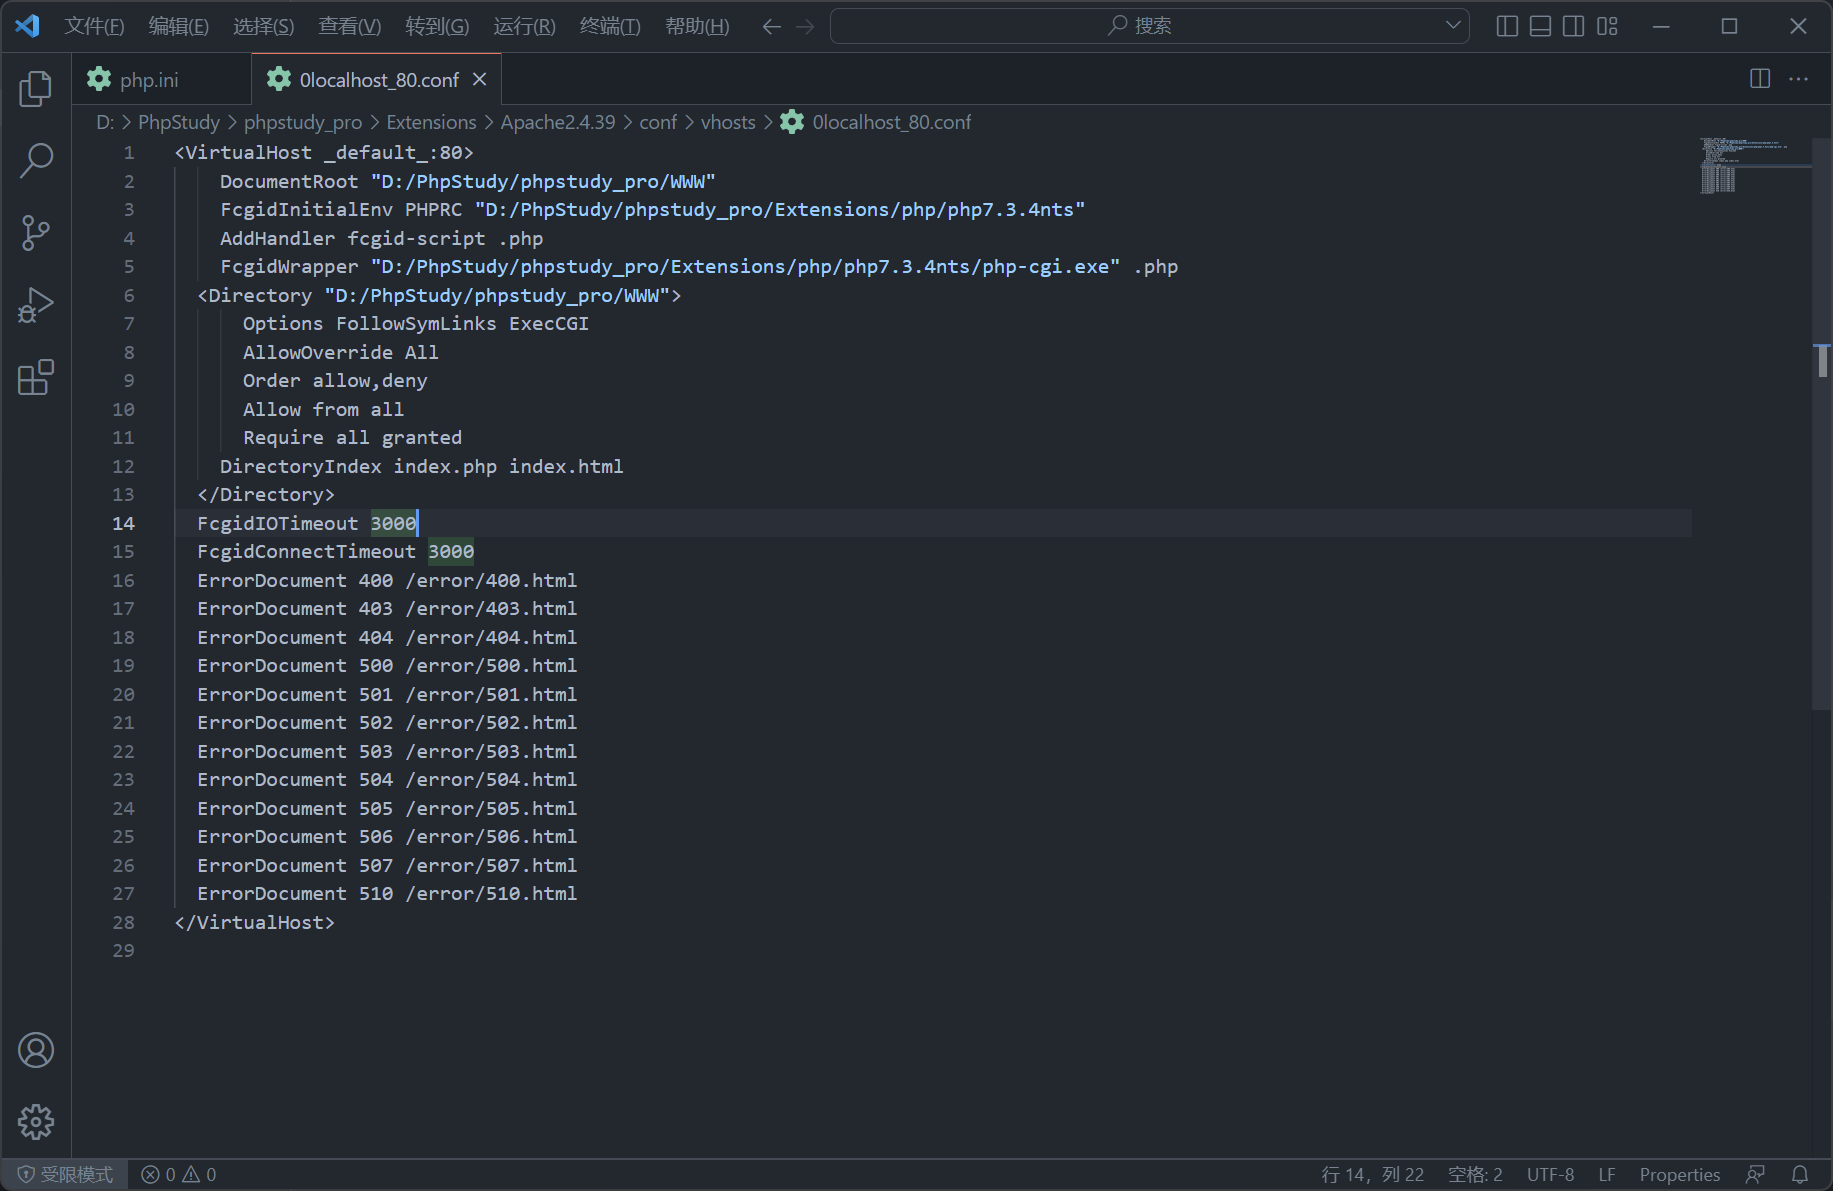 文件(F) 编辑(E) 选择(S) 查看(V) 转到(G) 运行(R) 终端(T) 帮助(H) 搜索
php.ini 0localhost_80.conf
D: > PhpStudy > phpstudy_pro > Extensions > Apache2.4.39 > conf > vhosts > 0localhost_80.conf
1 <VirtualHost _default_:80>
2 DocumentRoot "D:/PhpStudy/phpstudy_pro/WWW"
3 FcgidInitialEnv PHPRC "D:/PhpStudy/phpstudy_pro/Extensions/php/php7.3.4nts"
4 AddHandler fcgid-script .php
5 FcgidWrapper "D:/PhpStudy/phpstudy_pro/Extensions/php/php7.3.4nts/php-cgi.exe" .php
6 <Directory "D:/PhpStudy/phpstudy_pro/WWW">
7 Options FollowSymLinks ExecCGI
8 AllowOverride All
9 Order allow,deny
10 Allow from all
11 Require all granted
12 DirectoryIndex index.php index.html
13 </Directory>
14 FcgidIOTimeout 3000
15 FcgidConnectTimeout 3000
16 ErrorDocument 400 /error/400.html
17 ErrorDocument 403 /error/403.html
18 ErrorDocument 404 /error/404.html
19 ErrorDocument 500 /error/500.html
20 ErrorDocument 501 /error/501.html
21 ErrorDocument 502 /error/502.html
22 ErrorDocument 503 /error/503.html
23 ErrorDocument 504 /error/504.html
24 ErrorDocument 505 /error/505.html
25 ErrorDocument 506 /error/506.html
26 ErrorDocument 507 /error/507.html
27 ErrorDocument 510 /error/510.html
28 </VirtualHost>
29
受限模式 0 0 行 14，列 22 空格: 2 UTF-8 LF Properties